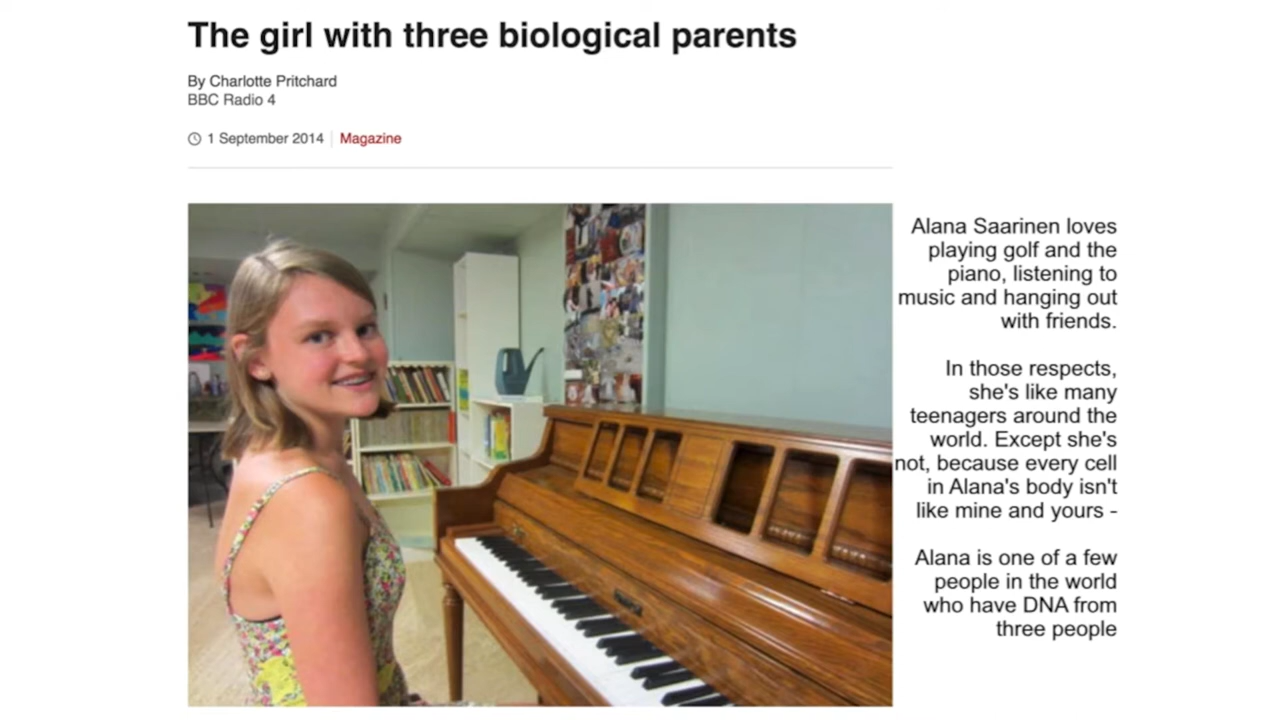 The girl with three biological parents
By Charlotte Pritchard
BBC Radio 4
1 September 2014 Magazine
Alana Saarinen loves
playing golf and the
piano, listening to
music and hanging out
with friends.
In those respects,
she's like many
teenagers around the
world. Except she's
not, because every cell
in Alana's body isn't
like mine and yours -
Alana is one of a few
people in the world
who have DNA from
three people